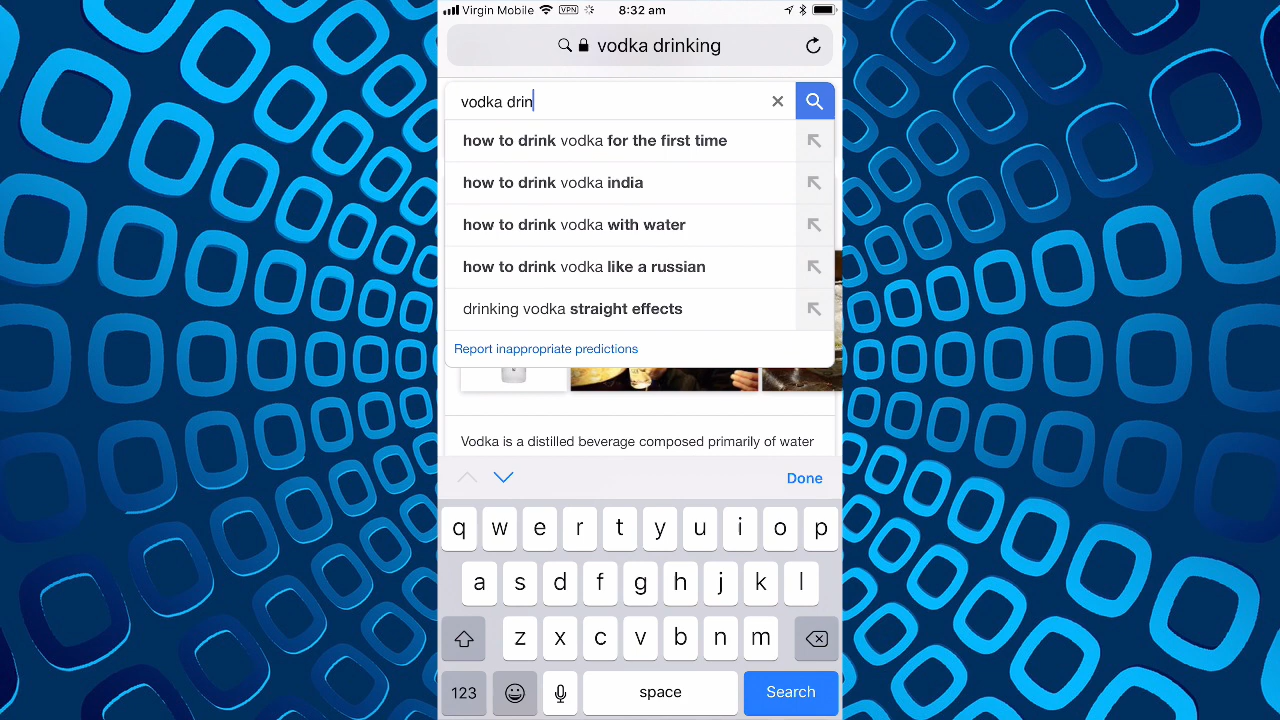 Virgin Mobile VPN 8:32 am
vodka drinking
vodka drin
how to drink vodka for the first time
how to drink vodka india
how to drink vodka with water
how to drink vodka like a russian
drinking vodka straight effects
Report inappropriate predictions
Vodka is a distilled beverage composed primarily of water
Done
q w e r t y u i o p
a s d f g h j k l
z x c v b n m
123 space Search